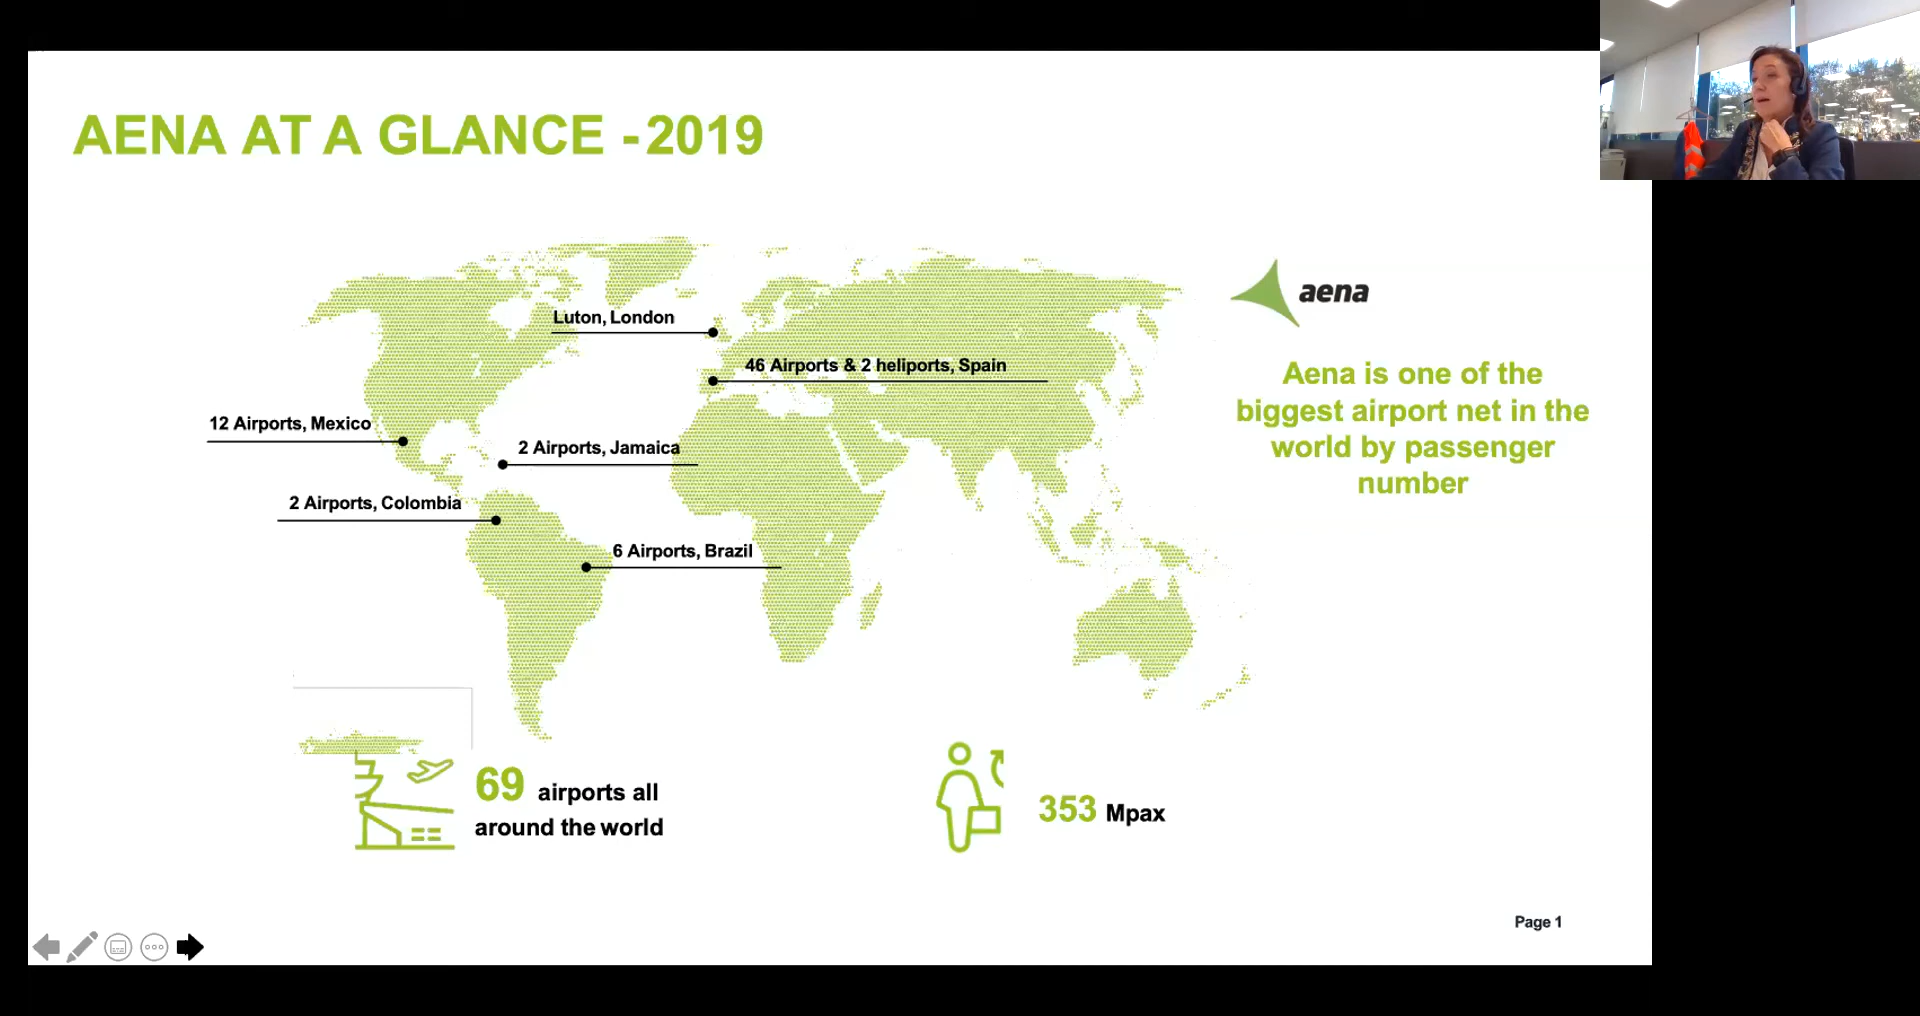 AENA AT A GLANCE - 2019
aena
Luton, London
46 Airports & 2 heliports, Spain
Aena is one of the
biggest airport net in the
world by passenger
number
12 Airports, Mexico
2 Airports, Jamaica
2 Airports, Colombia
6 Airports, Brazil
69 airports all
around the world
353 Mpax
Page 1